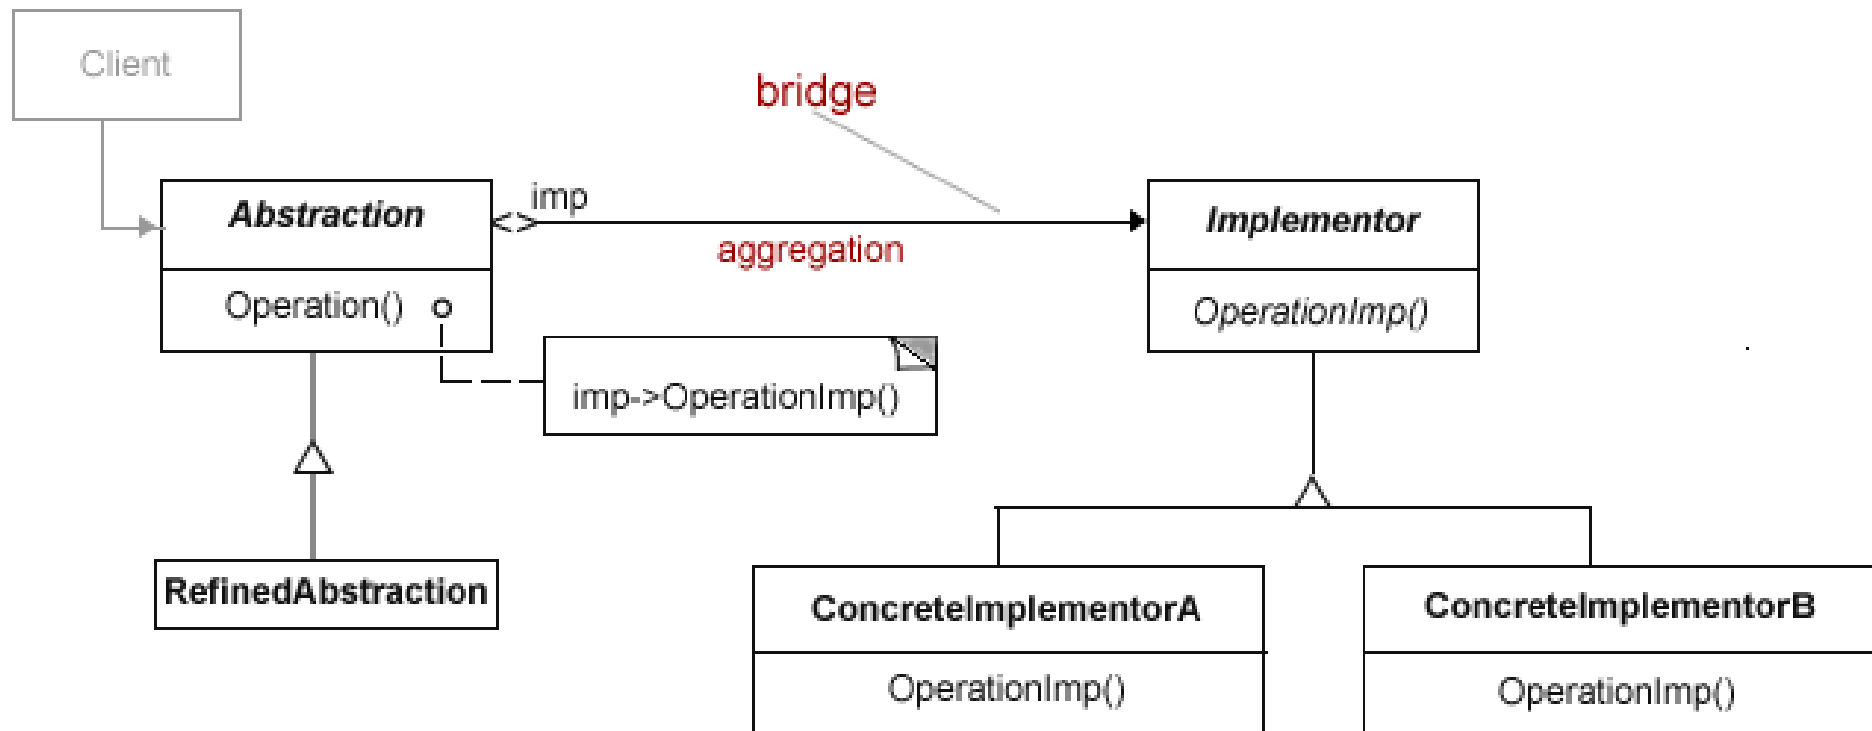 Client
bridge
Abstraction
imp
Implementor
aggregation
Operation()
OperationImp()
imp->OperationImp()
RefinedAbstraction
ConcreteImplementorA
ConcreteImplementorB
OperationImp()
OperationImp()